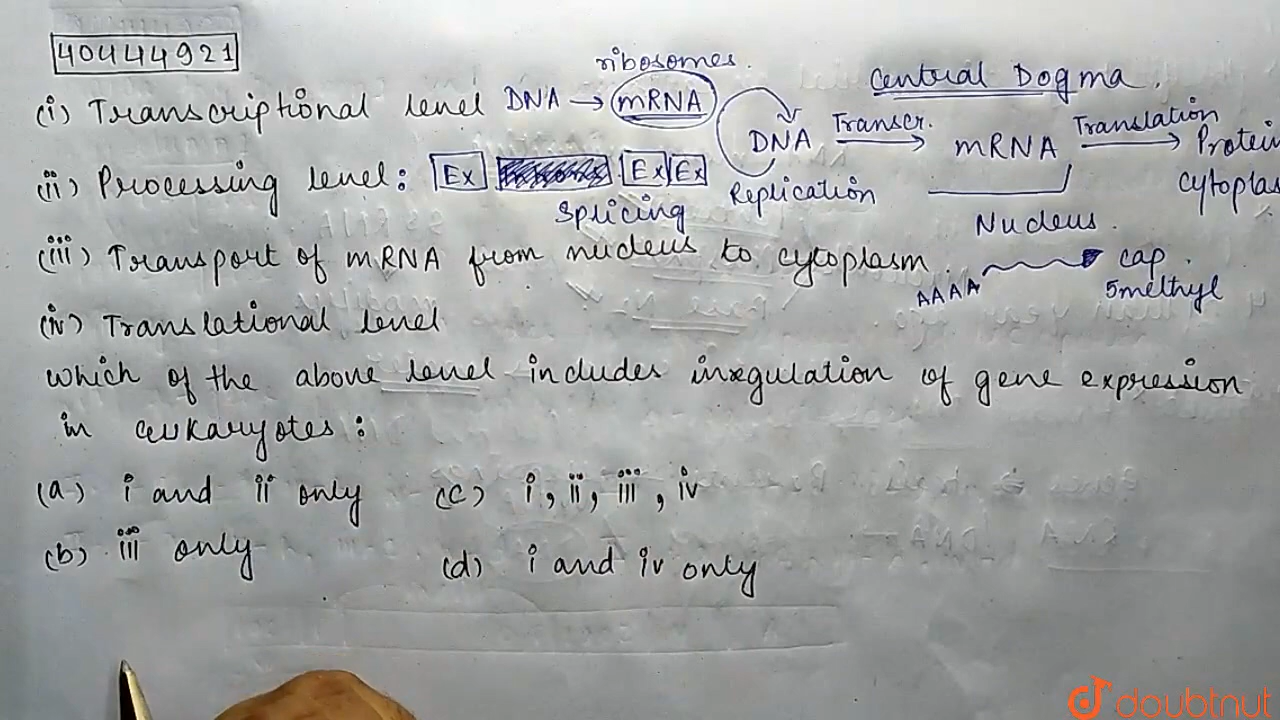 40444921
ribosomes.
Central Dogma.
(i) Transcriptional level DNA → mRNA
DNA Transcr. → mRNA Translation → Protein
(ii) Processing level: Ex Ex Ex
Replication
cytoplas
Splicing
Nucleus.
(iii) Transport of mRNA from nucleus to cytoplasm.
AAAA cap.
5methyl
(iv) Translational level
which of the above level includes inregulation of gene expression
in eukaryotes:
(a) i and ii only (c) i, ii, iii, iv
(b) iii only (d) i and iv only
doubtnut